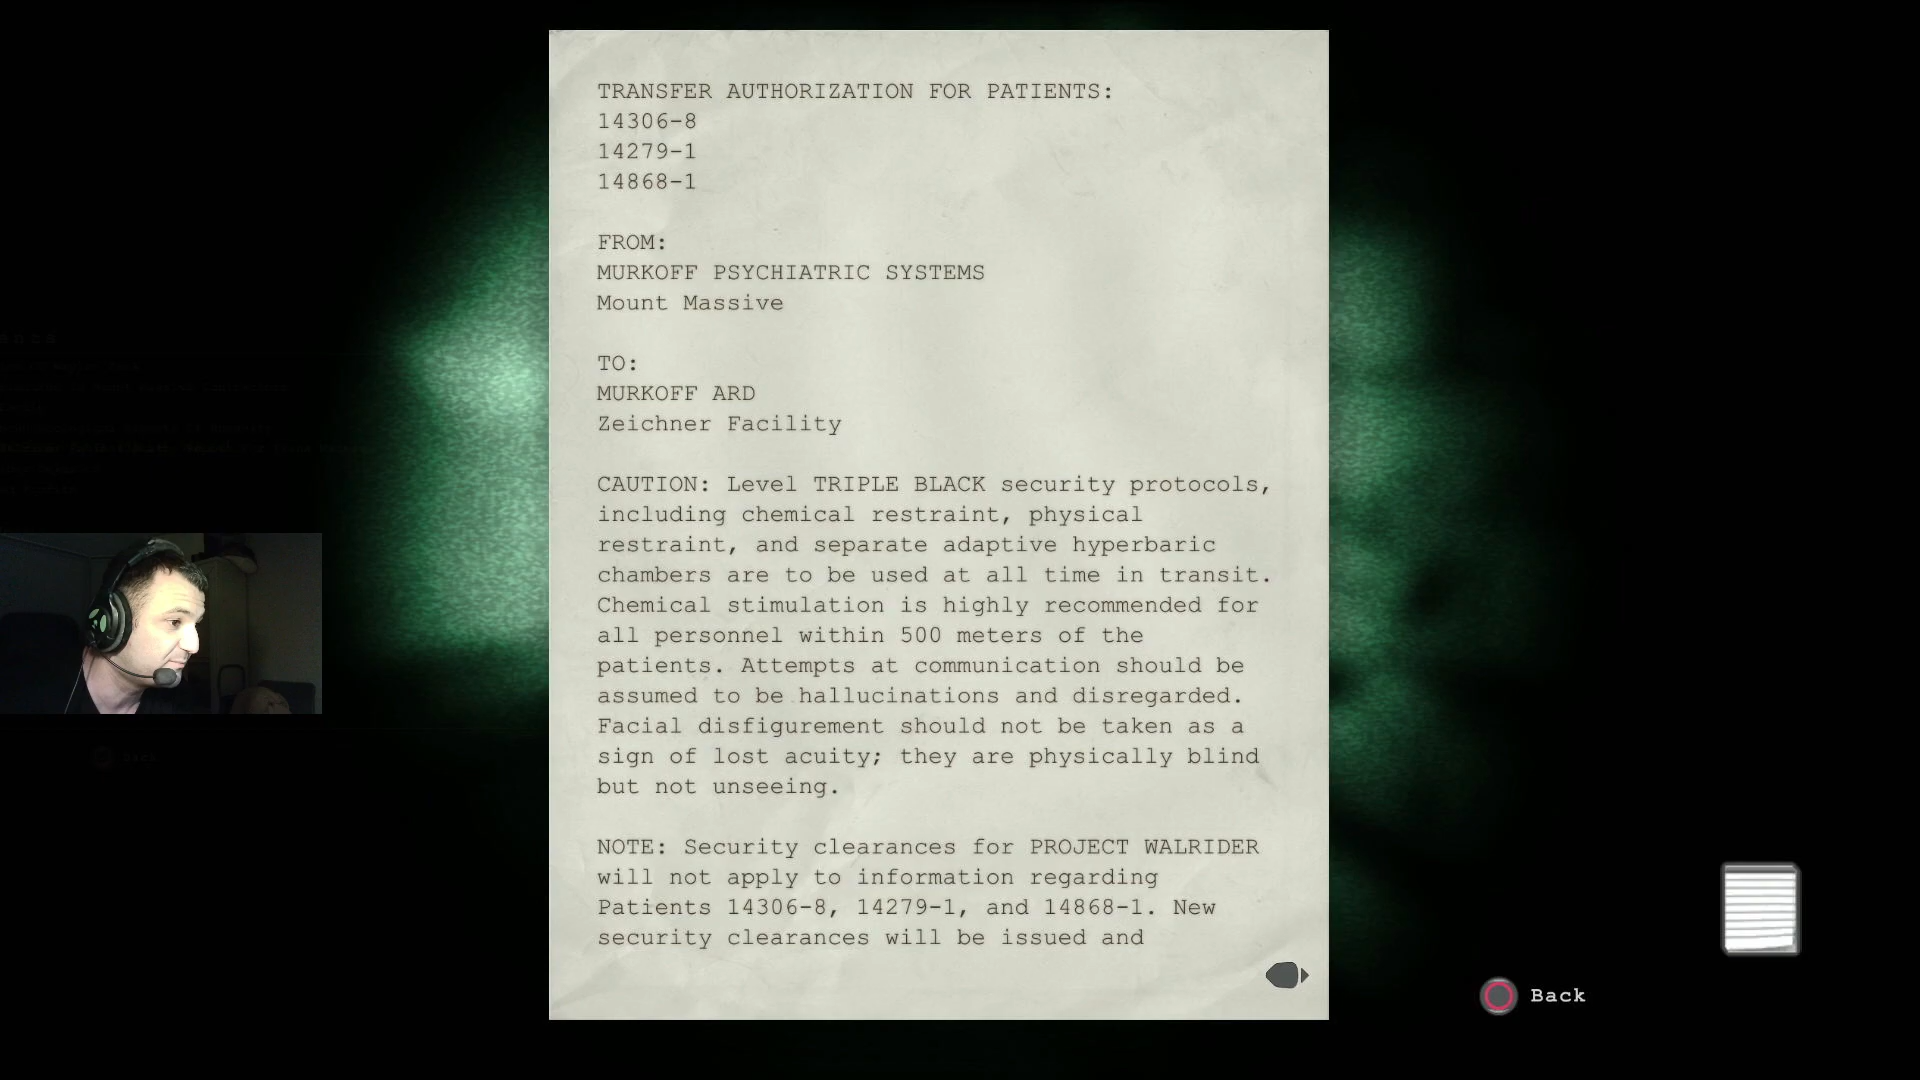 TRANSFER AUTHORIZATION FOR PATIENTS:
14306-8
14279-1
14868-1
FROM:
MURKOFF PSYCHIATRIC SYSTEMS
Mount Massive
TO:
MURKOFF ARD
Zeichner Facility
CAUTION: Level TRIPLE BLACK security protocols,
including chemical restraint, physical
restraint, and separate adaptive hyperbaric
chambers are to be used at all time in transit.
Chemical stimulation is highly recommended for
all personnel within 500 meters of the
patients. Attempts at communication should be
assumed to be hallucinations and disregarded.
Facial disfigurement should not be taken as a
sign of lost acuity; they are physically blind
but not unseeing.
NOTE: Security clearances for PROJECT WALRIDER
will not apply to information regarding
Patients 14306-8, 14279-1, and 14868-1. New
security clearances will be issued and
Back
Back